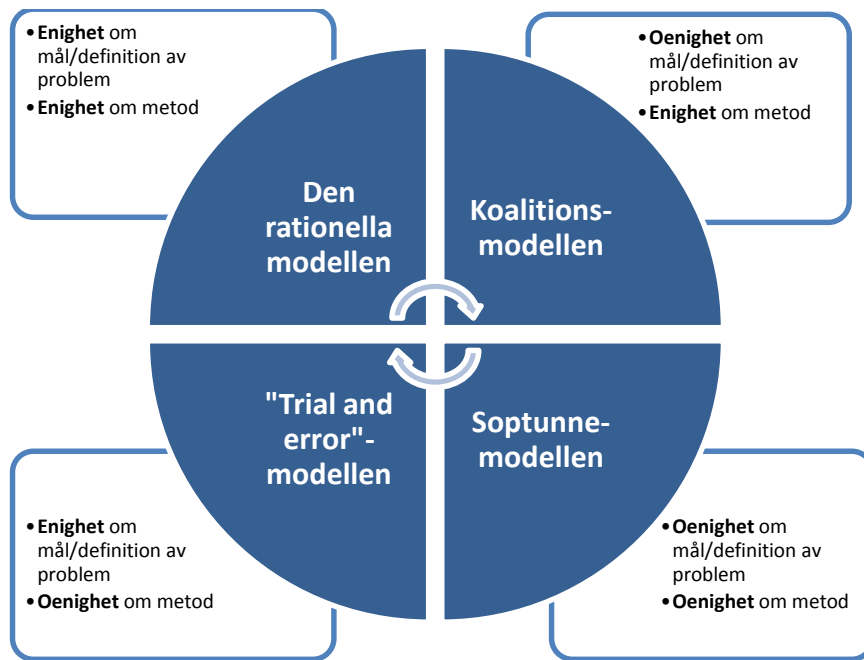 •Enighet om
mål/definition av
problem
•Enighet om metod
•Oenighet om
mål/definition av
problem
•Enighet om metod
Den
rationella
modellen
Koalitions-
modellen
"Trial and
error"-
modellen
Soptunne-
modellen
•Enighet om
mål/definition av
problem
•Oenighet om metod
•Oenighet om
mål/definition av
problem
•Oenighet om metod